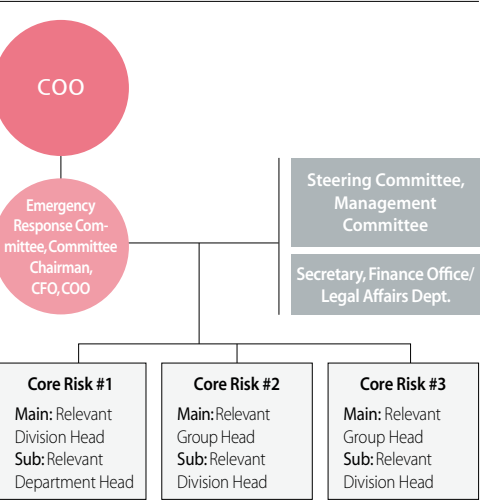 COO
Emergency
Response Com-
mittee, Committee
Chairman,
CFO, COO
Steering Committee,
Management
Committee
Secretary, Finance Office/
Legal Affairs Dept.
Core Risk #1
Main: Relevant
Division Head
Sub: Relevant
Department Head
Core Risk #2
Main: Relevant
Group Head
Sub: Relevant
Division Head
Core Risk #3
Main: Relevant
Group Head
Sub: Relevant
Division Head